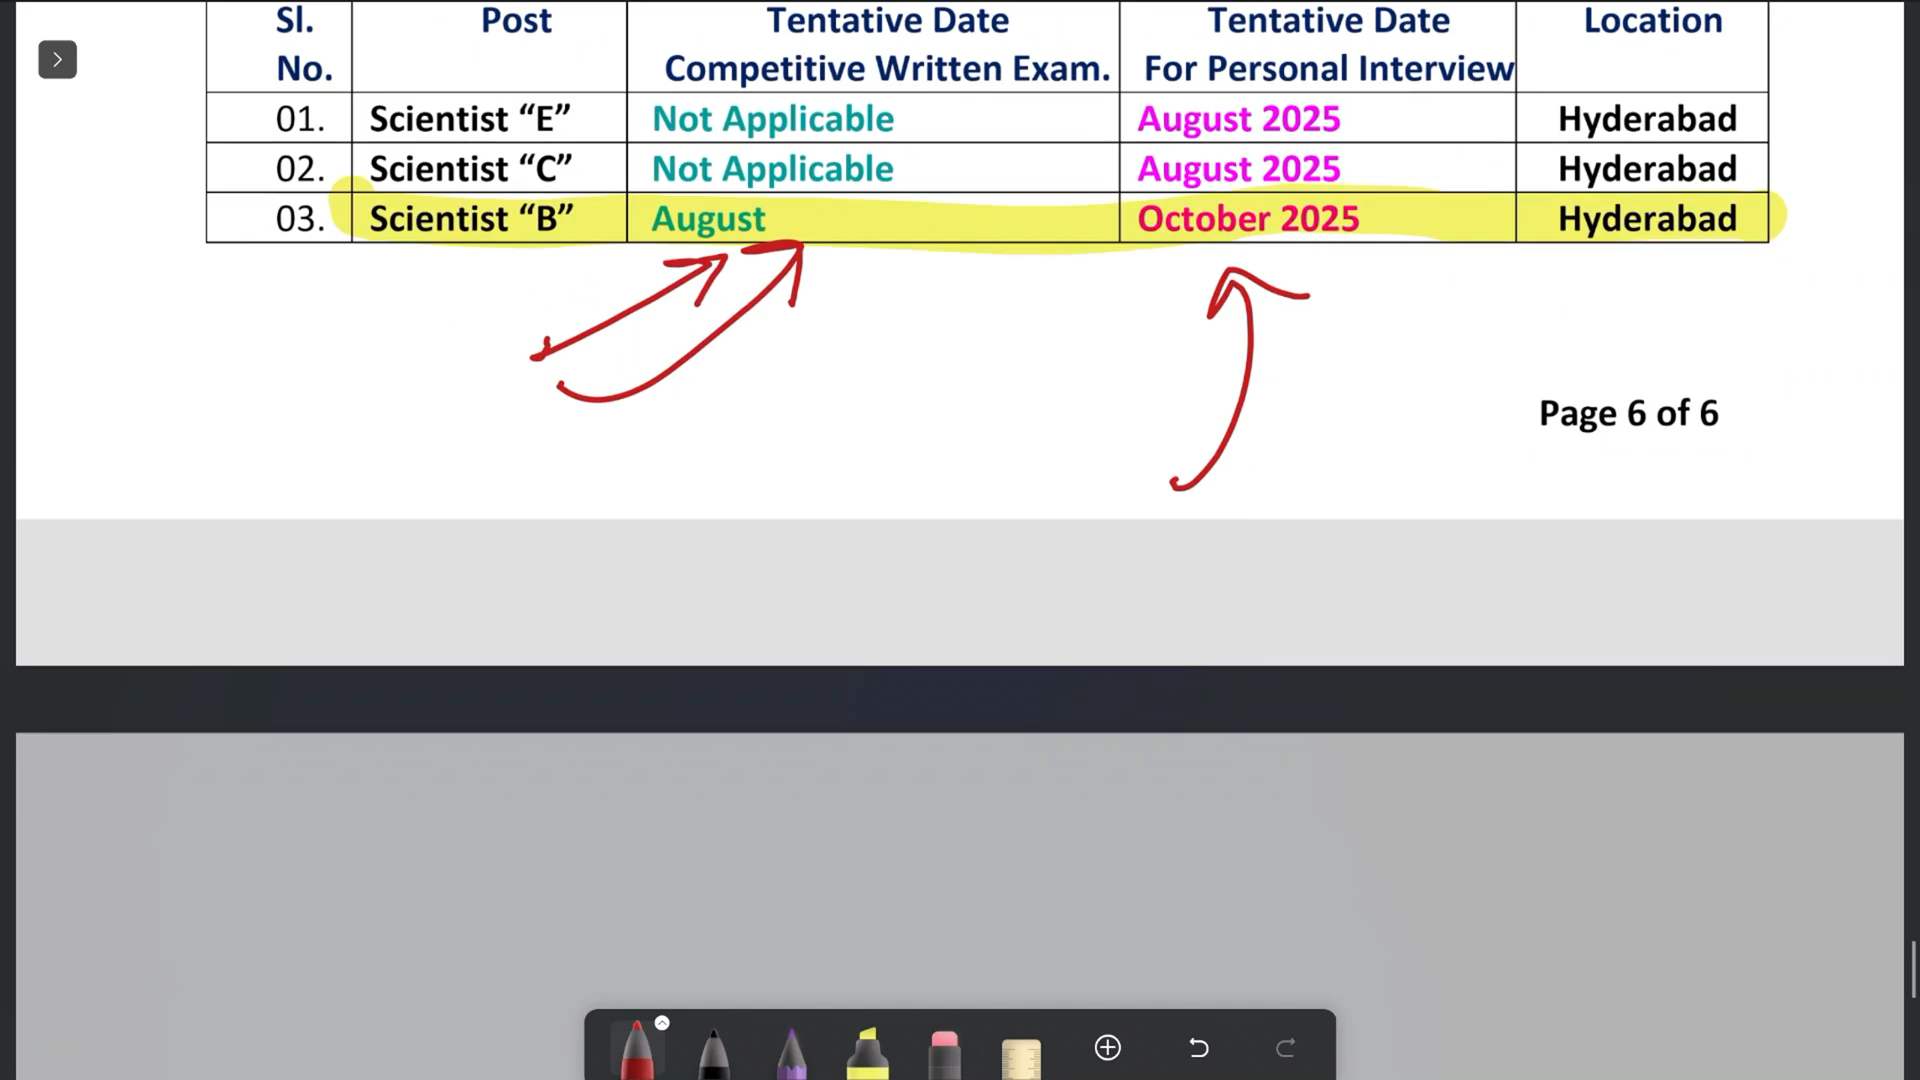 Sl. Post Tentative Date Tentative Date Location
No. Competitive Written Exam. For Personal Interview
01. Scientist “E” Not Applicable August 2025 Hyderabad
02. Scientist “C” Not Applicable August 2025 Hyderabad
03. Scientist “B” August October 2025 Hyderabad
Page 6 of 6